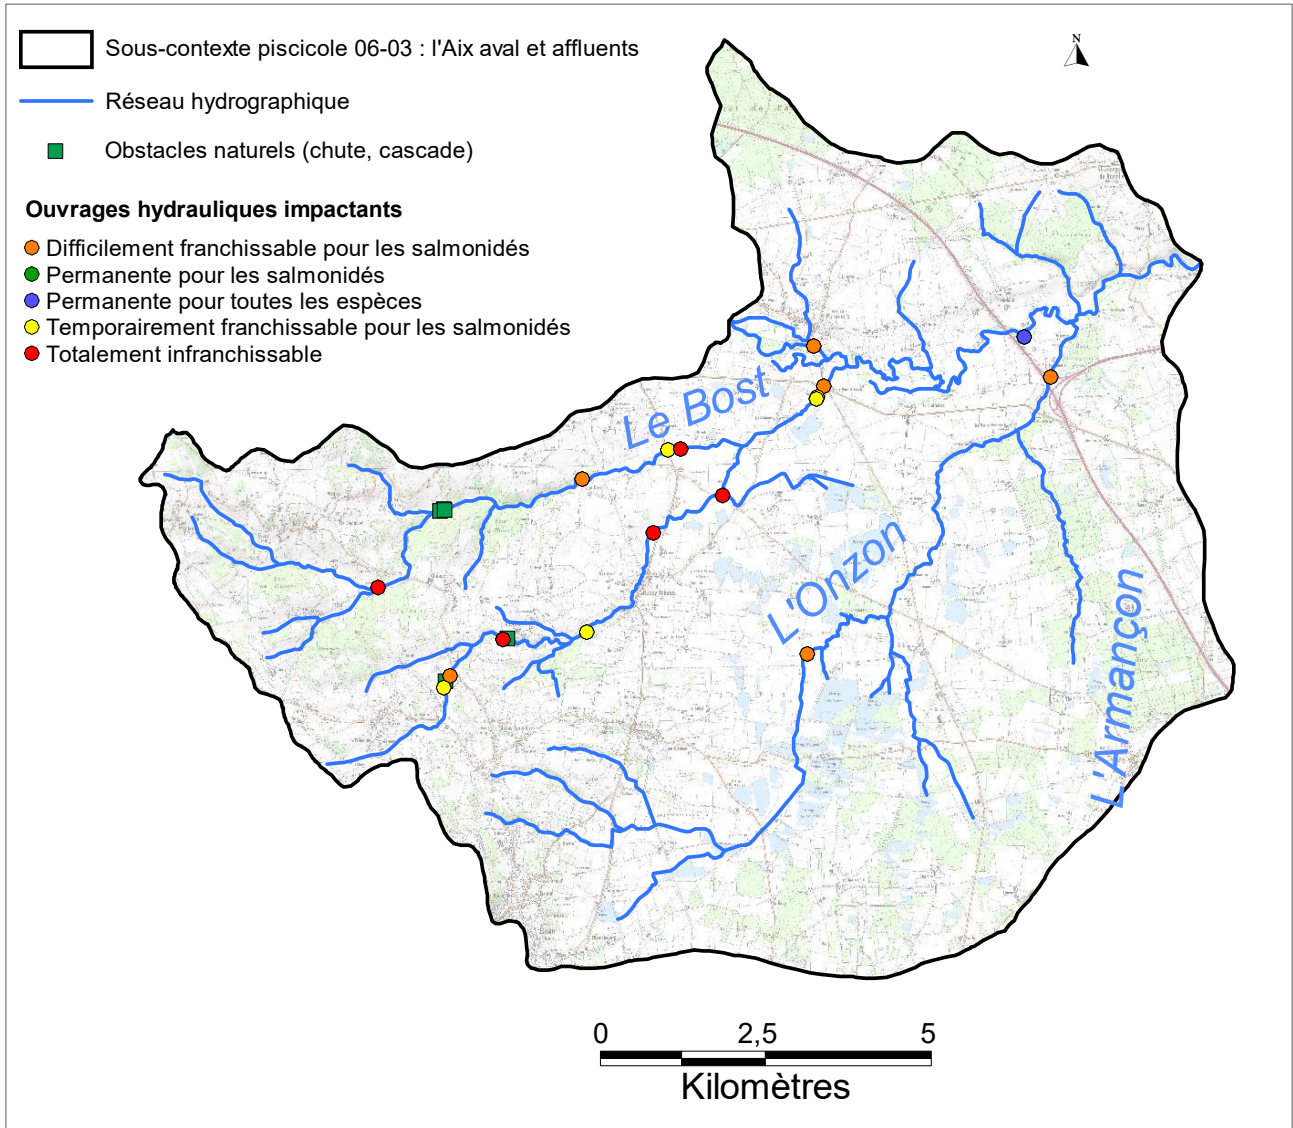 Sous-contexte piscicole 06-03 : l'Aix aval et affluents
N
Réseau hydrographique
Obstacles naturels (chute, cascade)
Ouvrages hydrauliques impactants
Difficilement franchissable pour les salmonidés
Permanente pour les salmonidés
Permanente pour toutes les espèces
Temporairement franchissable pour les salmonidés
Totalement infranchissable
Le Bost
L'Onzon
L'Armançon
0 2,5 5
Kilomètres